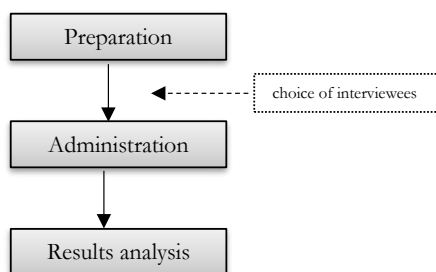 Preparation
choice of interviewees
Administration
Results analysis